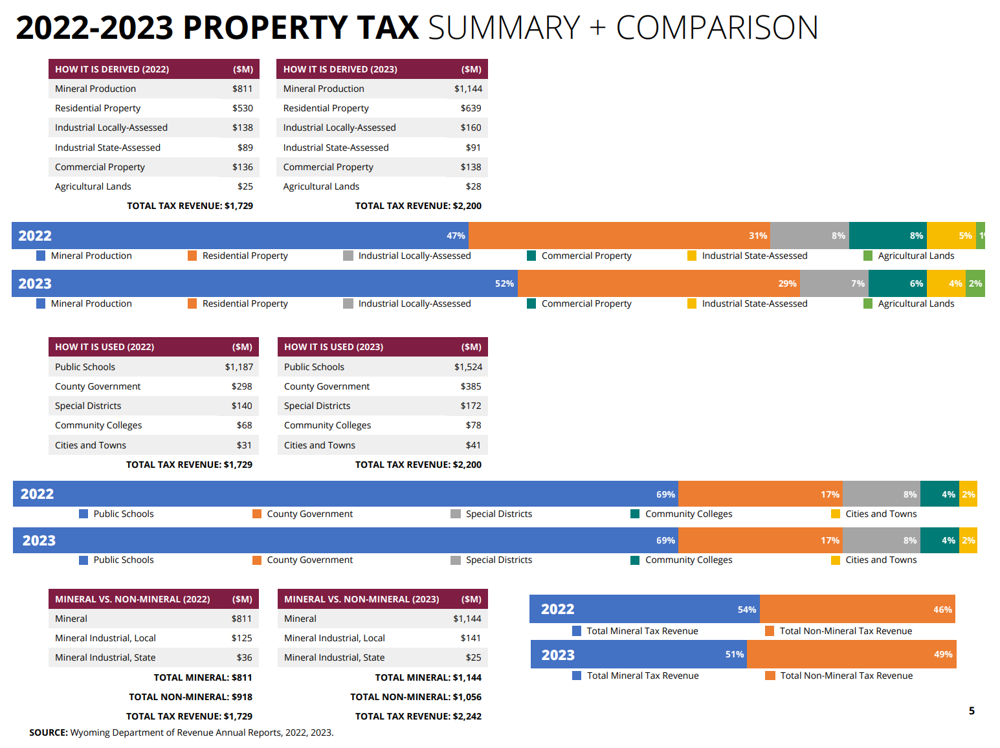 2022-2023 PROPERTY TAX SUMMARY + COMPARISON
HOW IT IS DERIVED (2022) ($M)
Mineral Production $811
Residential Property $530
Industrial Locally-Assessed $138
Industrial State-Assessed $89
Commercial Property $136
Agricultural Lands $25
TOTAL TAX REVENUE: $1,729
HOW IT IS DERIVED (2023) ($M)
Mineral Production $1,144
Residential Property $639
Industrial Locally-Assessed $160
Industrial State-Assessed $91
Commercial Property $138
Agricultural Lands $28
TOTAL TAX REVENUE: $2,200
2022 47% 31% 8% 8% 5% 1%
Mineral Production Residential Property Industrial Locally-Assessed Commercial Property Industrial State-Assessed Agricultural Lands
2023 52% 29% 7% 6% 4% 2%
Mineral Production Residential Property Industrial Locally-Assessed Commercial Property Industrial State-Assessed Agricultural Lands
HOW IT IS USED (2022) ($M)
Public Schools $1,187
County Government $298
Special Districts $140
Community Colleges $68
Cities and Towns $31
TOTAL TAX REVENUE: $1,729
HOW IT IS USED (2023) ($M)
Public Schools $1,524
County Government $385
Special Districts $172
Community Colleges $78
Cities and Towns $41
TOTAL TAX REVENUE: $2,200
2022 69% 17% 8% 4% 2%
Public Schools County Government Special Districts Community Colleges Cities and Towns
2023 69% 17% 8% 4% 2%
Public Schools County Government Special Districts Community Colleges Cities and Towns
MINERAL VS. NON-MINERAL (2022) ($M)
Mineral $811
Mineral Industrial, Local $125
Mineral Industrial, State $36
TOTAL MINERAL: $811
TOTAL NON-MINERAL: $918
TOTAL TAX REVENUE: $1,729
MINERAL VS. NON-MINERAL (2023) ($M)
Mineral $1,144
Mineral Industrial, Local $141
Mineral Industrial, State $25
TOTAL MINERAL: $1,144
TOTAL NON-MINERAL: $1,056
TOTAL TAX REVENUE: $2,242
2022 54% 46%
Total Mineral Tax Revenue Total Non-Mineral Tax Revenue
2023 51% 49%
Total Mineral Tax Revenue Total Non-Mineral Tax Revenue
5
SOURCE: Wyoming Department of Revenue Annual Reports, 2022, 2023.